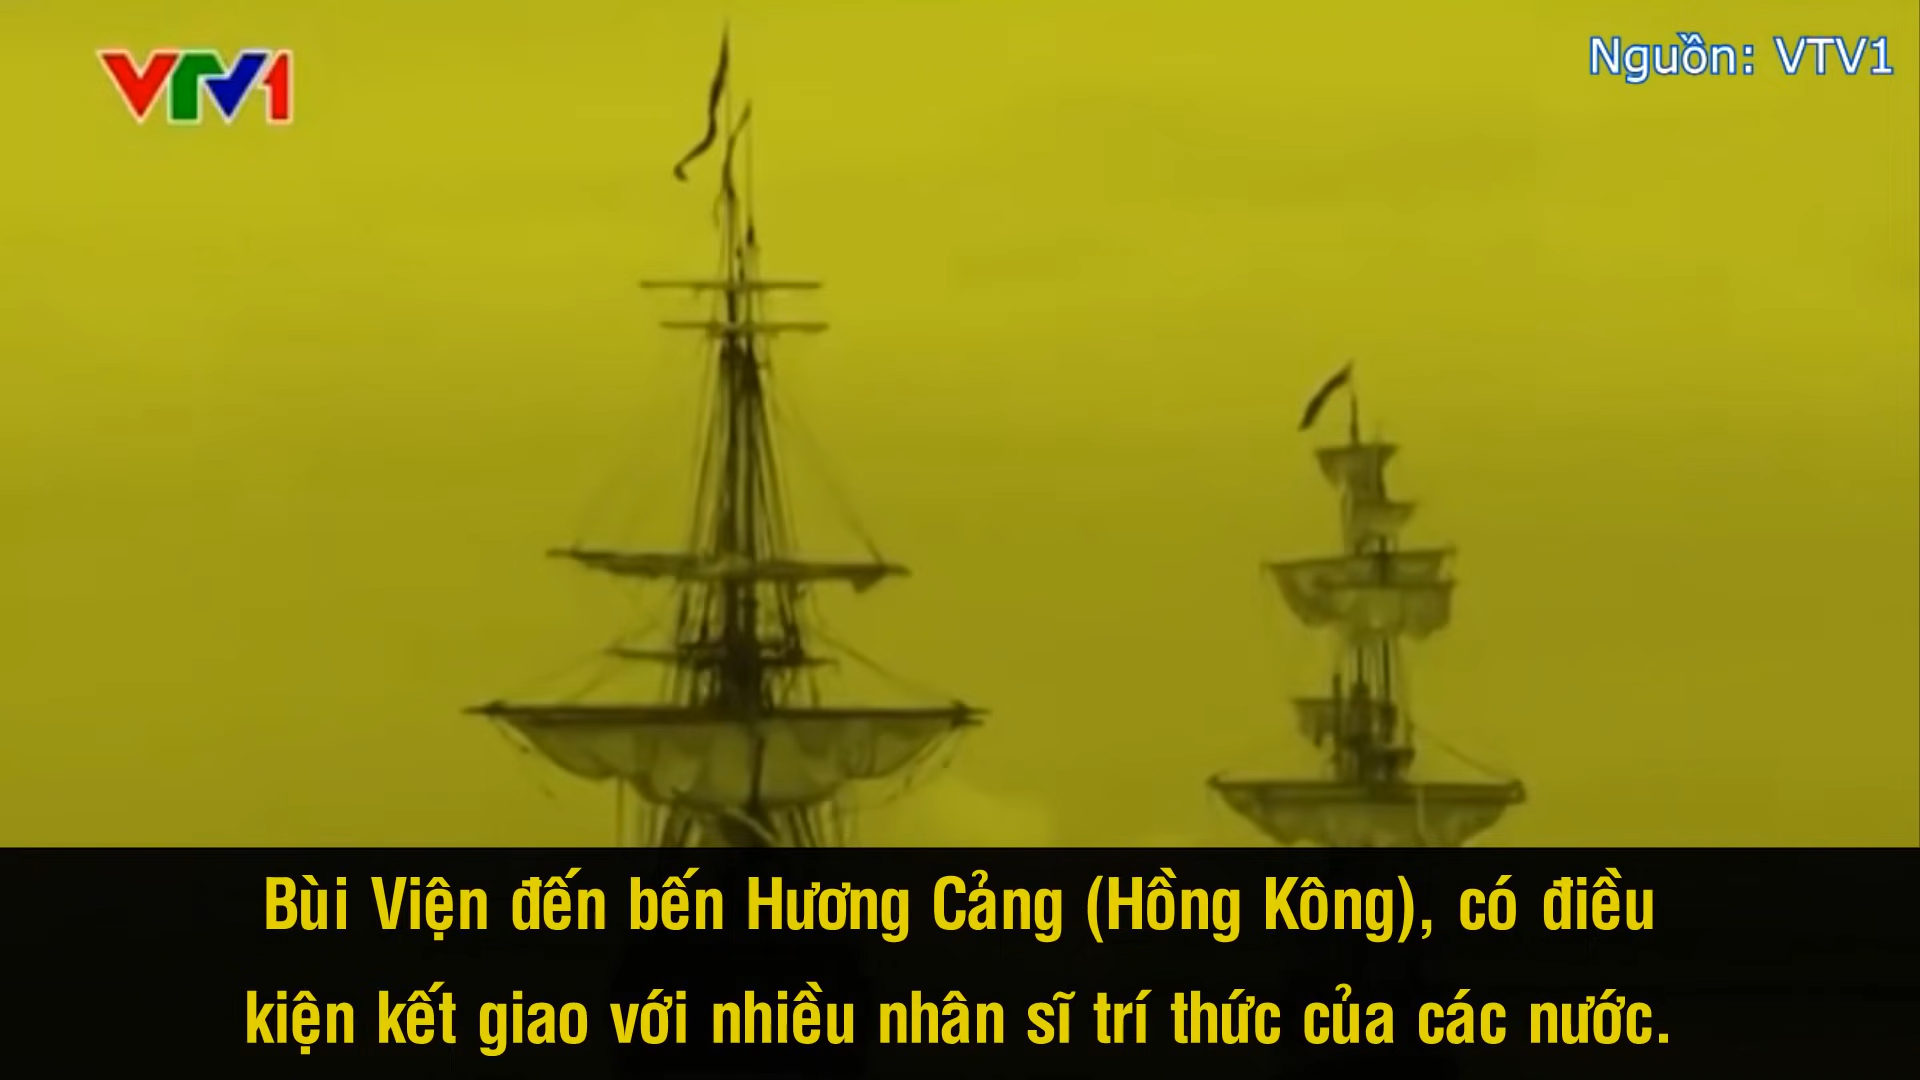 VTV1
Nguồn: VTV1
Bùi Viện đến bến Hương Cảng (Hồng Kông), có điều
kiện kết giao với nhiều nhân sĩ trí thức của các nước.